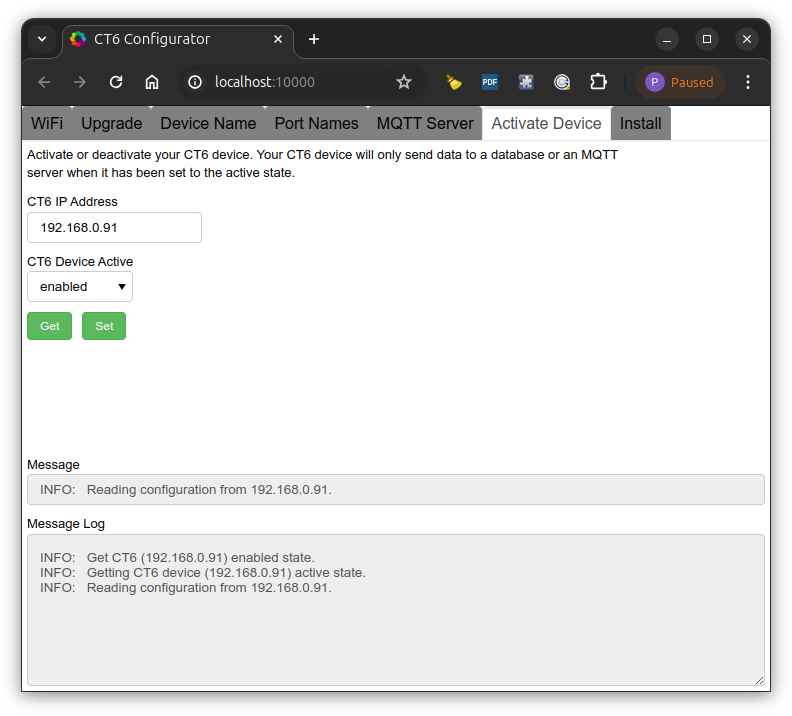 CT6 Configurator
localhost:10000
PDF
P Paused
WiFi Upgrade Device Name Port Names MQTT Server Activate Device Install
Activate or deactivate your CT6 device. Your CT6 device will only send data to a database or an MQTT
server when it has been set to the active state.
CT6 IP Address
192.168.0.91
CT6 Device Active
enabled
Get Set
Message
INFO: Reading configuration from 192.168.0.91.
Message Log
INFO: Get CT6 (192.168.0.91) enabled state.
INFO: Getting CT6 device (192.168.0.91) active state.
INFO: Reading configuration from 192.168.0.91.